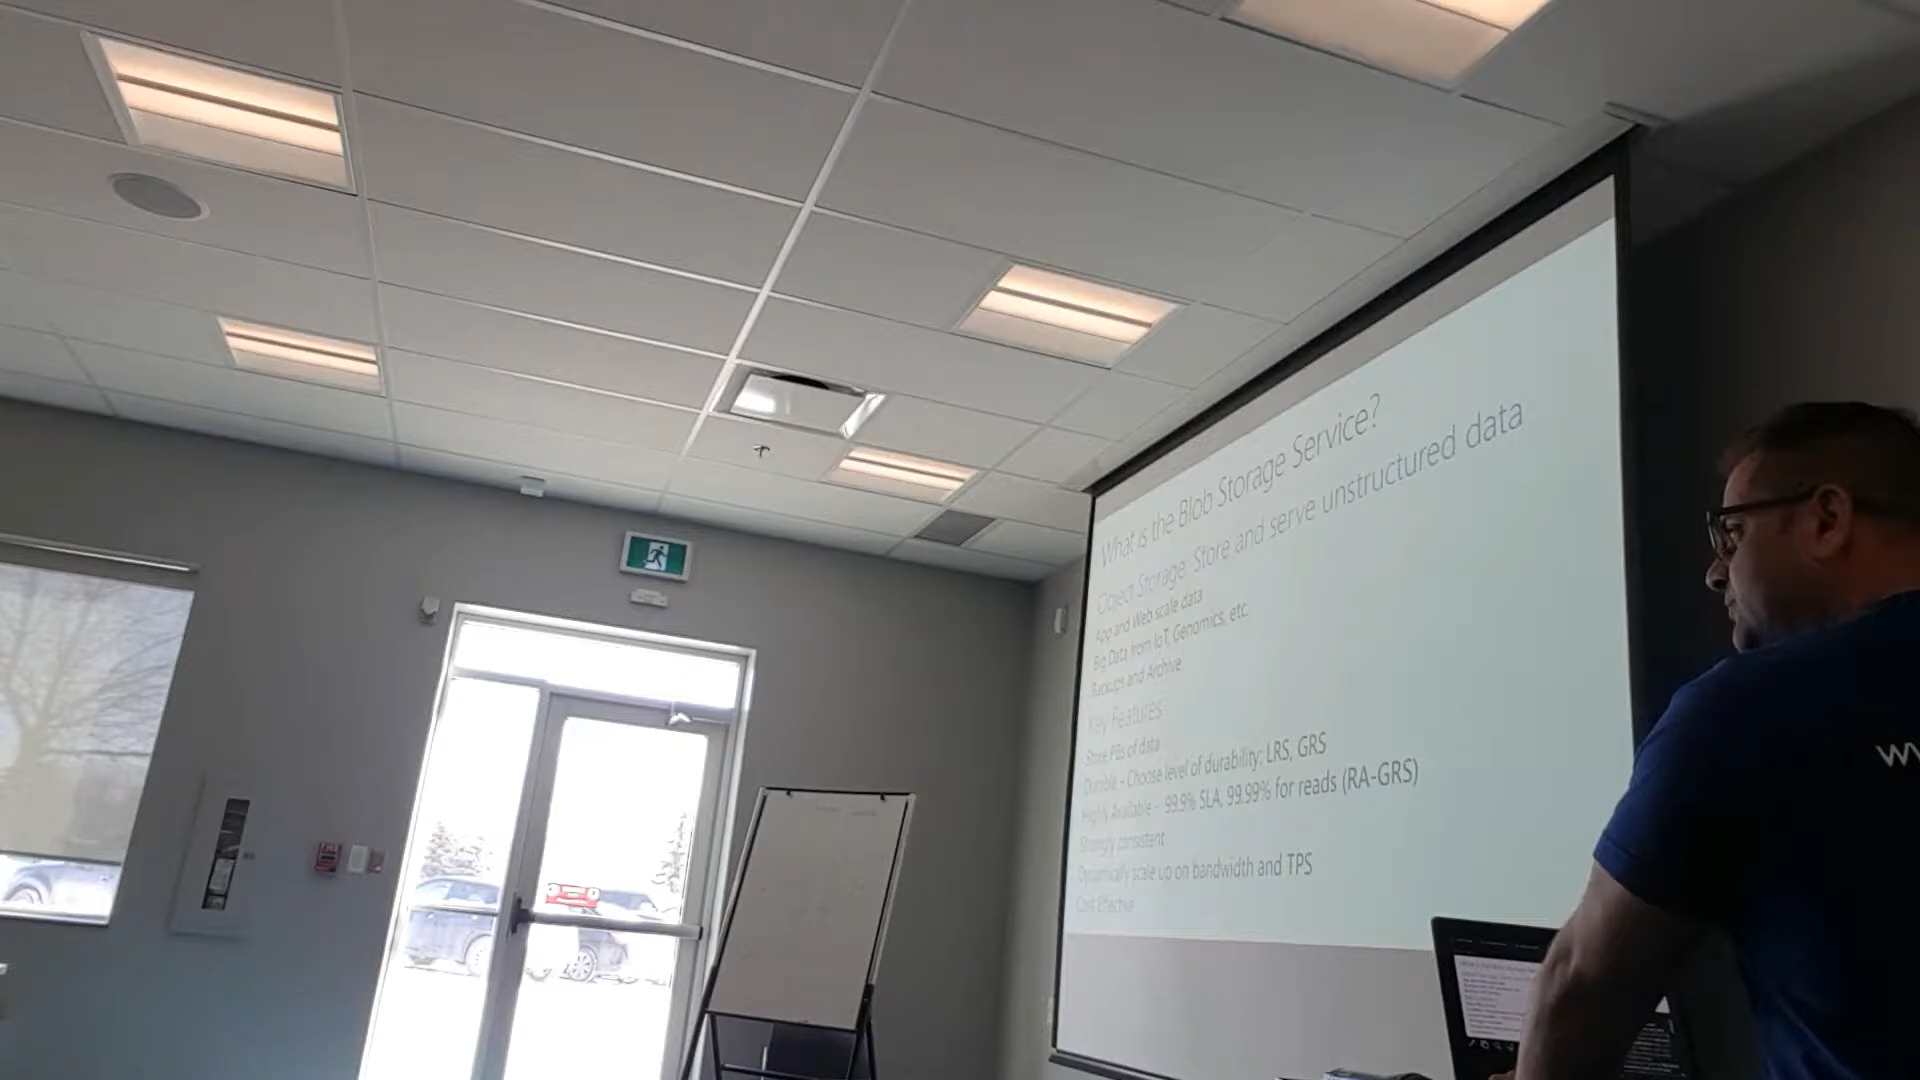 What is the Blob Storage Service?
Object Storage: Store and serve unstructured data
App and Web scale data
Big Data from IoT, Genomics, etc.
Backups and Archive
Key Features
Store PBs of data
Durable – Choose level of durability: LRS, GRS
Highly Available – 99.9% SLA, 99.99% for reads (RA-GRS)
Strongly consistent
Dynamically scale up on bandwidth and TPS
Cost Effective